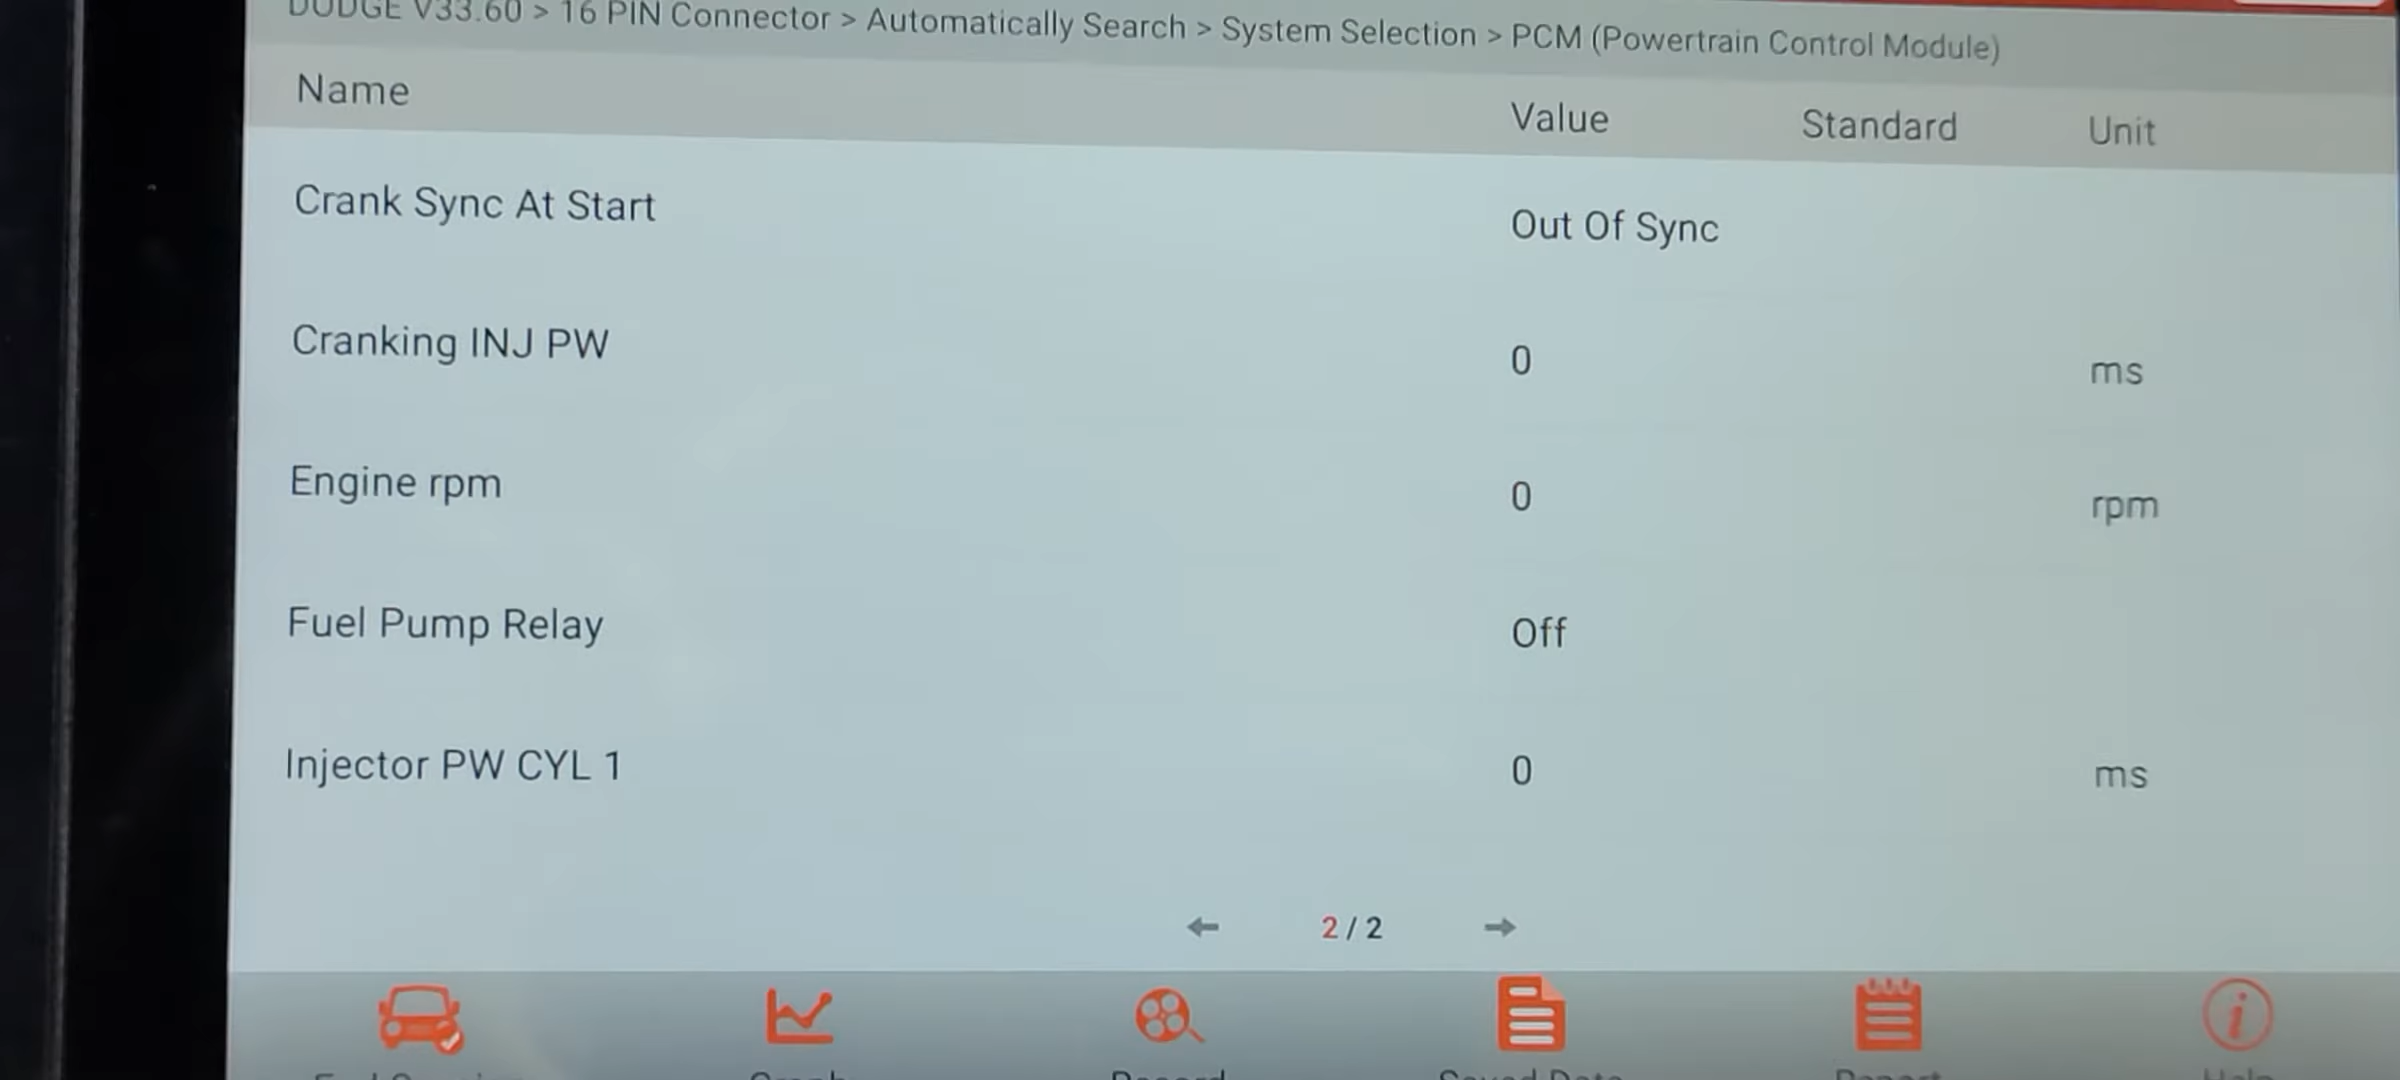 DODGE V33.60 > 16 PIN Connector > Automatically Search > System Selection > PCM (Powertrain Control Module)
Name Value Standard Unit
Crank Sync At Start Out Of Sync
Cranking INJ PW 0 ms
Engine rpm 0 rpm
Fuel Pump Relay Off
Injector PW CYL 1 0 ms
2 / 2